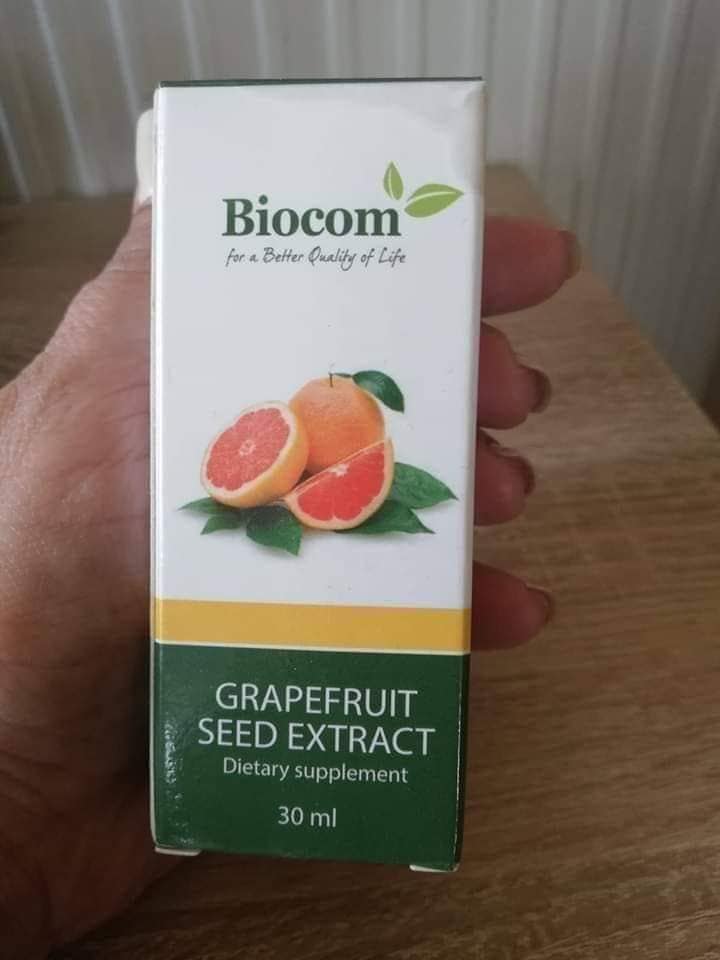 Biocom
for a Better Quality of Life
GRAPEFRUIT
SEED EXTRACT
Dietary supplement
30 ml